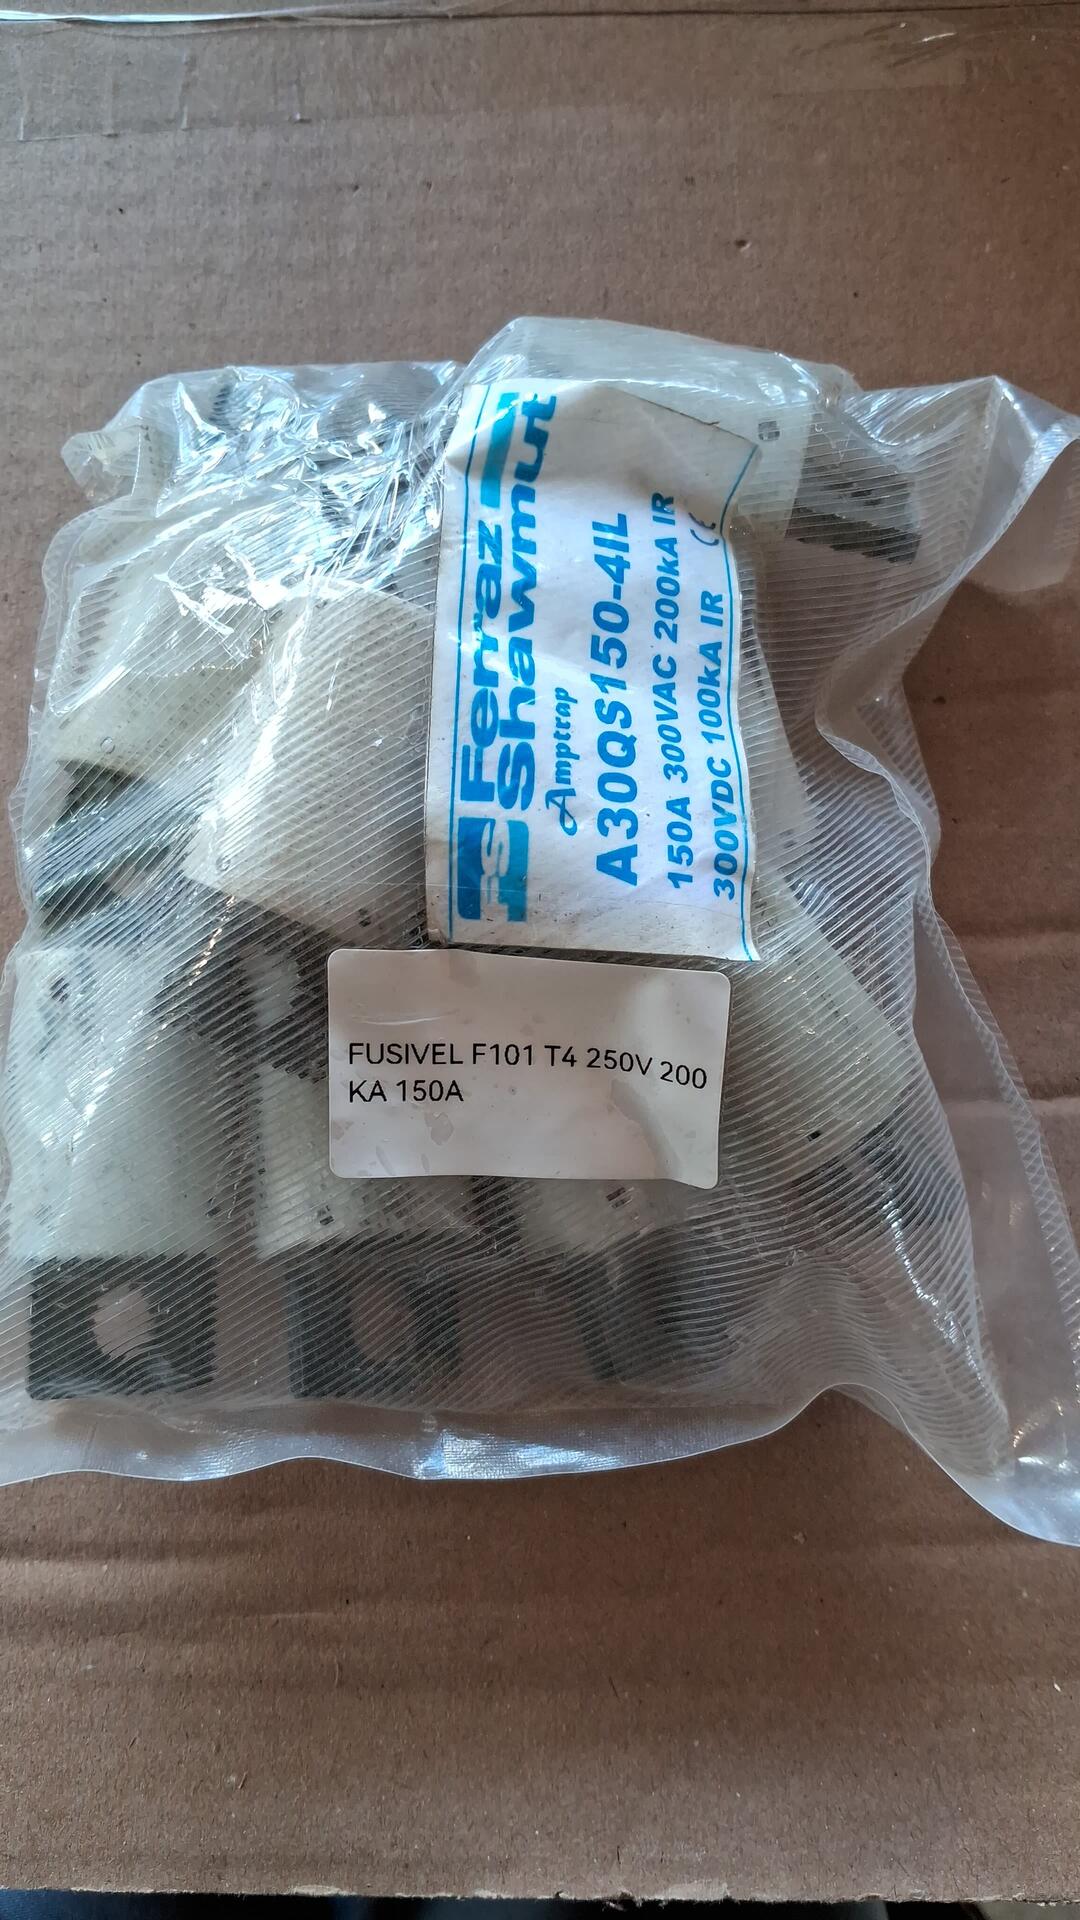 Ferraz
Shawmut
Amptrap
A30QS150-4IL
150A 300VAC 200kA IR
300VDC 100kA IR CE
FUSIVEL F101 T4 250V 200
KA 150A